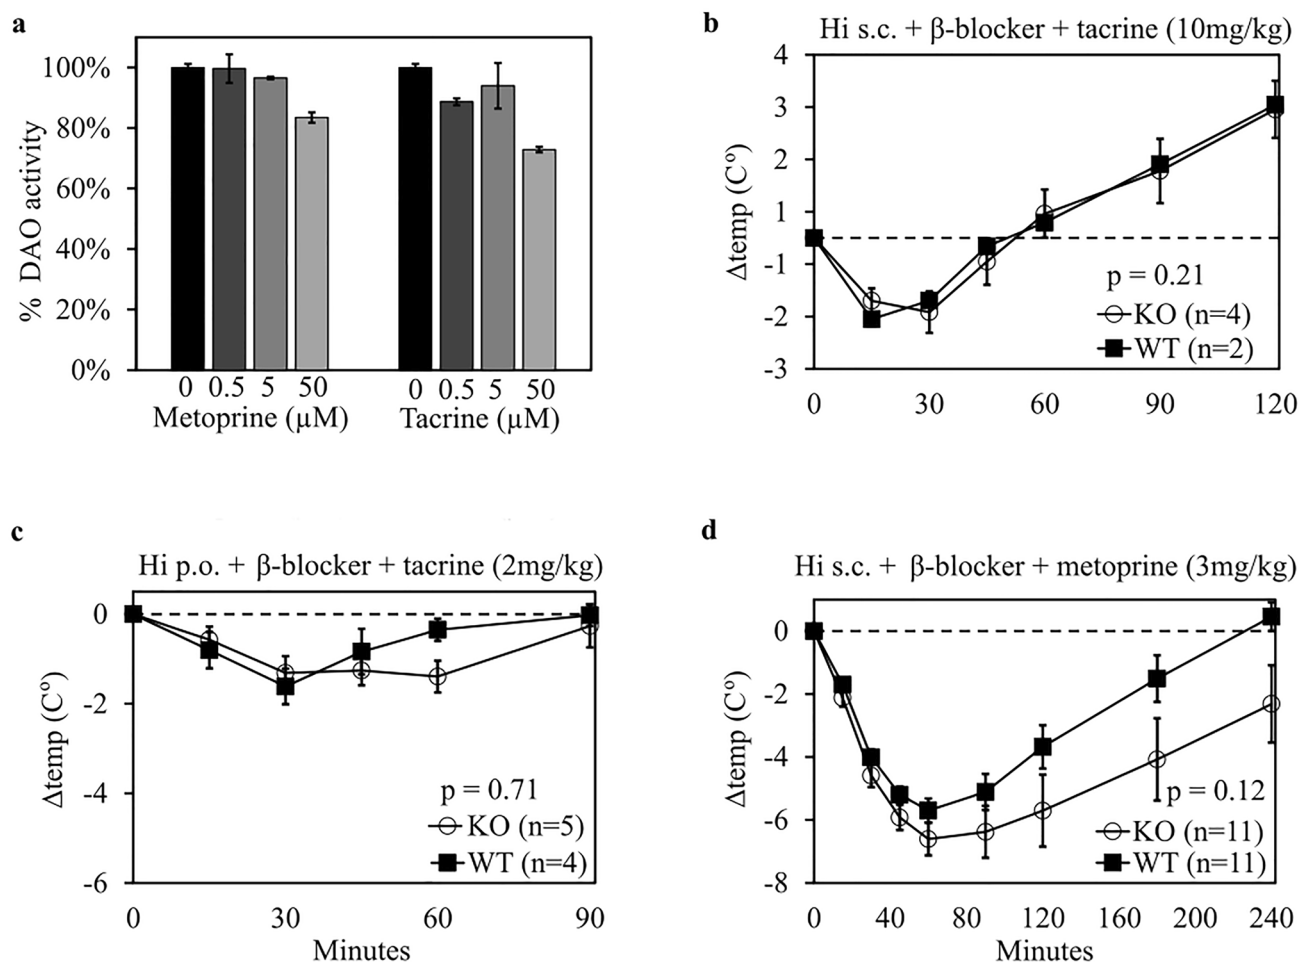 a
% DAO activity
100%
80%
60%
40%
20%
0%
0 0.5 5 50
Metoprine (µM)
0 0.5 5 50
Tacrine (µM)
b
Hi s.c. + β-blocker + tacrine (10mg/kg)
Δtemp (Cº)
4
3
2
1
-1
-2
-3
p = 0.21
KO (n=4)
WT (n=2)
0 30 60 90 120
c
Hi p.o. + β-blocker + tacrine (2mg/kg)
Δtemp (Cº)
0
-2
-4
-6
p = 0.71
KO (n=5)
WT (n=4)
0 30 60 90
Minutes
d
Hi s.c. + β-blocker + metoprine (3mg/kg)
Δtemp (Cº)
0
-2
-4
-6
-8
p = 0.12
KO (n=11)
WT (n=11)
0 40 80 120 160 200 240
Minutes